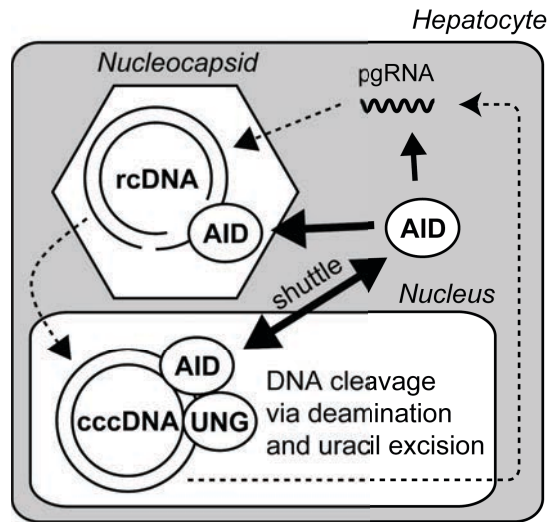 Hepatocyte
Nucleocapsid
pgRNA
rcDNA
AID
AID
shuttle
Nucleus
AID
cccDNA
UNG
DNA cleavage
via deamination
and uracil excision